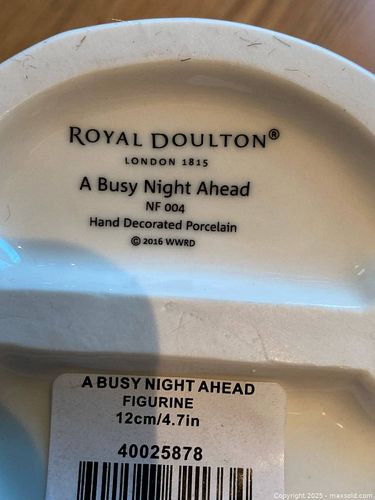 ROYAL DOULTON®
LONDON 1815
A Busy Night Ahead
NF 004
Hand Decorated Porcelain
© 2016 WWRD
A BUSY NIGHT AHEAD
FIGURINE
12cm/4.7in
40025878
Copyright 2025 - maxsold.com